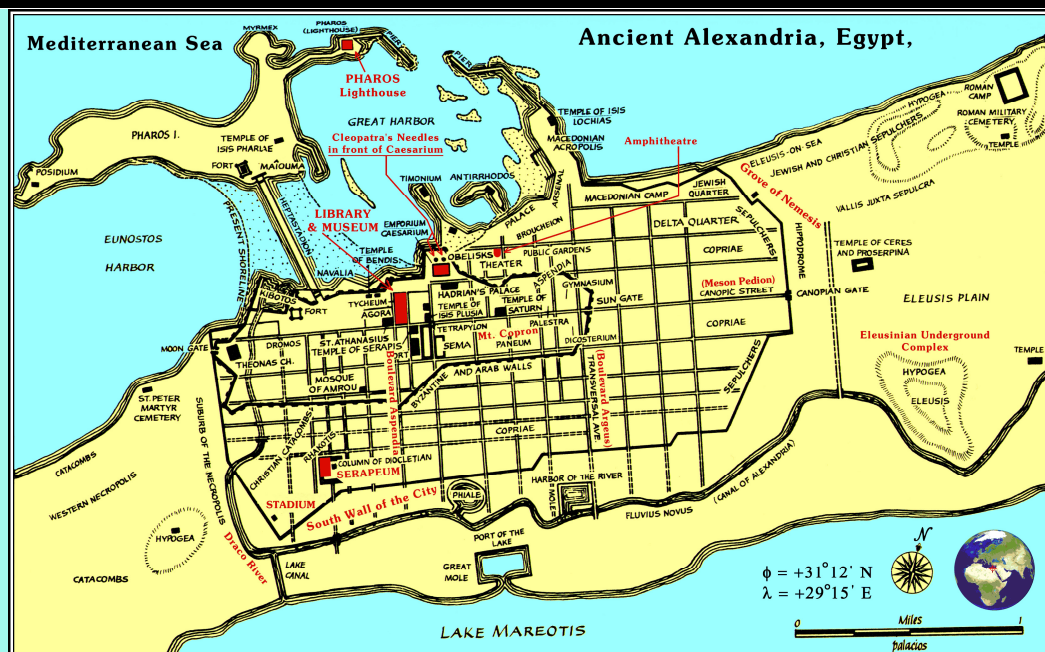 Mediterranean Sea
Ancient Alexandria, Egypt,
MYRMEX
PHAROS
(LIGHTHOUSE)
PIER
PIER
PHAROS
Lighthouse
GREAT HARBOR
Cleopatra's Needles
in front of Caesarium
TEMPLE OF ISIS
LOCHIAS
MACEDONIAN
ACROPOLIS
Amphitheatre
HYPOGEA
ROMAN
CAMP
ROMAN MILITARY
CEMETERY
TEMPLE
PHAROS I.
TEMPLE OF
ISIS PHARIAE
FORT
MAIOUMA
POSIDIUM
TIMONIUM
ANTIRRHODOS
ARSENAL
ELEUSIS-ON-SEA
JEWISH AND CHRISTIAN SEPULCHERS
VALLIS JUXTA SEPULCRA
MACEDONIAN CAMP
JEWISH
QUARTER
Grove of Nemesis
PRESENT SHORELINE
HEPTASTADION
LIBRARY
& MUSEUM
EMPORIUM
CAESARIUM
PALACE
BROUCHEION
DELTA QUARTER
SEPULCHERS
HIPPODROME
EUNOSTOS
HARBOR
TEMPLE
OF BENDIS
NAVALIA
OBELISKS
THEATER
PUBLIC GARDENS
COPRIAE
TEMPLE OF CERES
AND PROSERPINA
ASPENDIA
GYMNASIUM
(Meson Pedion)
CANOPIC STREET
CANOPIAN GATE
ELEUSIS PLAIN
KIBOTOS
FORT
TYCHEUM
AGORA
HADRIAN'S PALACE
TEMPLE OF
ISIS PLUSIA
TEMPLE OF
SATURN
SUN GATE
TETRAPYLON
PALESTRA
COPRIAE
Mt. Copron
PANEUM
DICOSTERIUM
SEMA
MOON GATE
DROMOS
ST. ATHANASIUS
TEMPLE OF SERAPIS
FORT
THEONAS CH.
Eleusinian Underground
Complex
HYPOGEA
ELEUSIS
TEMPLE
MOSQUE
OF AMROU
Boulevard Aspendia
BYZANTINE AND ARAB WALLS
TRANSVERSAL AVE.
(Boulevard Argeus)
SEPULCHERS
ST. PETER
MARTYR
CEMETERY
SUBURB OF THE NECROPOLIS
CHRISTIAN CATACOMBS
RHAKOTIS
COPRIAE
CATACOMBS
WESTERN NECROPOLIS
COLUMN OF DIOCLETIAN
SERAPEUM
STADIUM
South Wall of the City
PHIALE
HARBOR OF THE RIVER
MOLE
FLUVIUS NOVUS
(CANAL OF ALEXANDRIA)
HYPOGEA
Draco River
CATACOMBS
LAKE
CANAL
PORT OF THE
LAKE
GREAT
MOLE
N
ϕ = +31°12' N
λ = +29°15' E
LAKE MAREOTIS
0 Miles 1
palacios